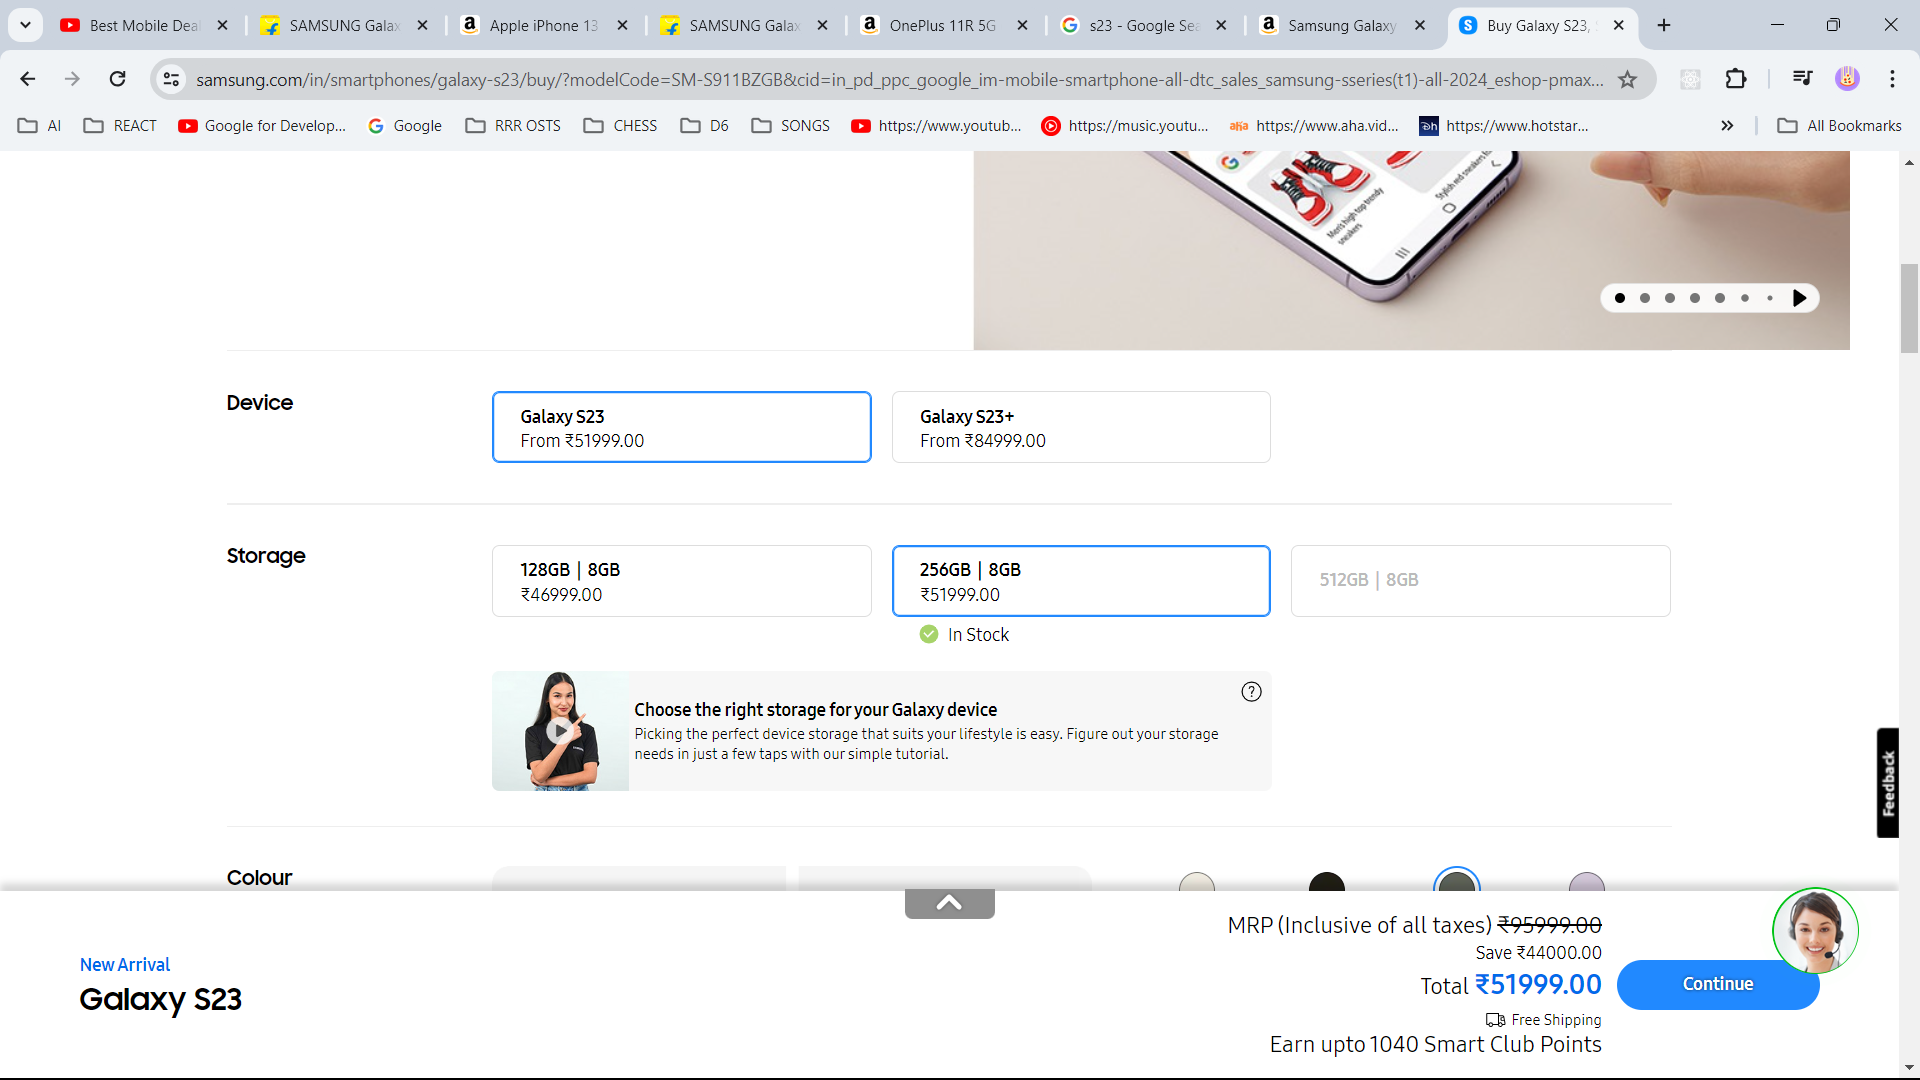 Best Mobile Dea
SAMSUNG Galax
Apple iPhone 13
SAMSUNG Galax
OnePlus 11R 5G
s23 - Google Sea
Samsung Galaxy
Buy Galaxy S23,
samsung.com/in/smartphones/galaxy-s23/buy/?modelCode=SM-S911BZGB&cid=in_pd_ppc_google_im-mobile-smartphone-all-dtc_sales_samsung-sseries(t1)-all-2024_eshop-pmax...
AI
REACT
Google for Develop...
Google
RRR OSTS
CHESS
D6
SONGS
https://www.youtub...
https://music.youtu...
aha
https://www.aha.vid...
https://www.hotstar...
All Bookmarks
Men's high top trendy
sneakers
Device
Galaxy S23
From ₹51999.00
Galaxy S23+
From ₹84999.00
Storage
128GB | 8GB
₹46999.00
256GB | 8GB
₹51999.00
512GB | 8GB
In Stock
Choose the right storage for your Galaxy device
Picking the perfect device storage that suits your lifestyle is easy. Figure out your storage
needs in just a few taps with our simple tutorial.
Feedback
Colour
MRP (Inclusive of all taxes) ₹95999.00
Save ₹44000.00
New Arrival
Galaxy S23
Total ₹51999.00
Continue
Free Shipping
Earn upto 1040 Smart Club Points